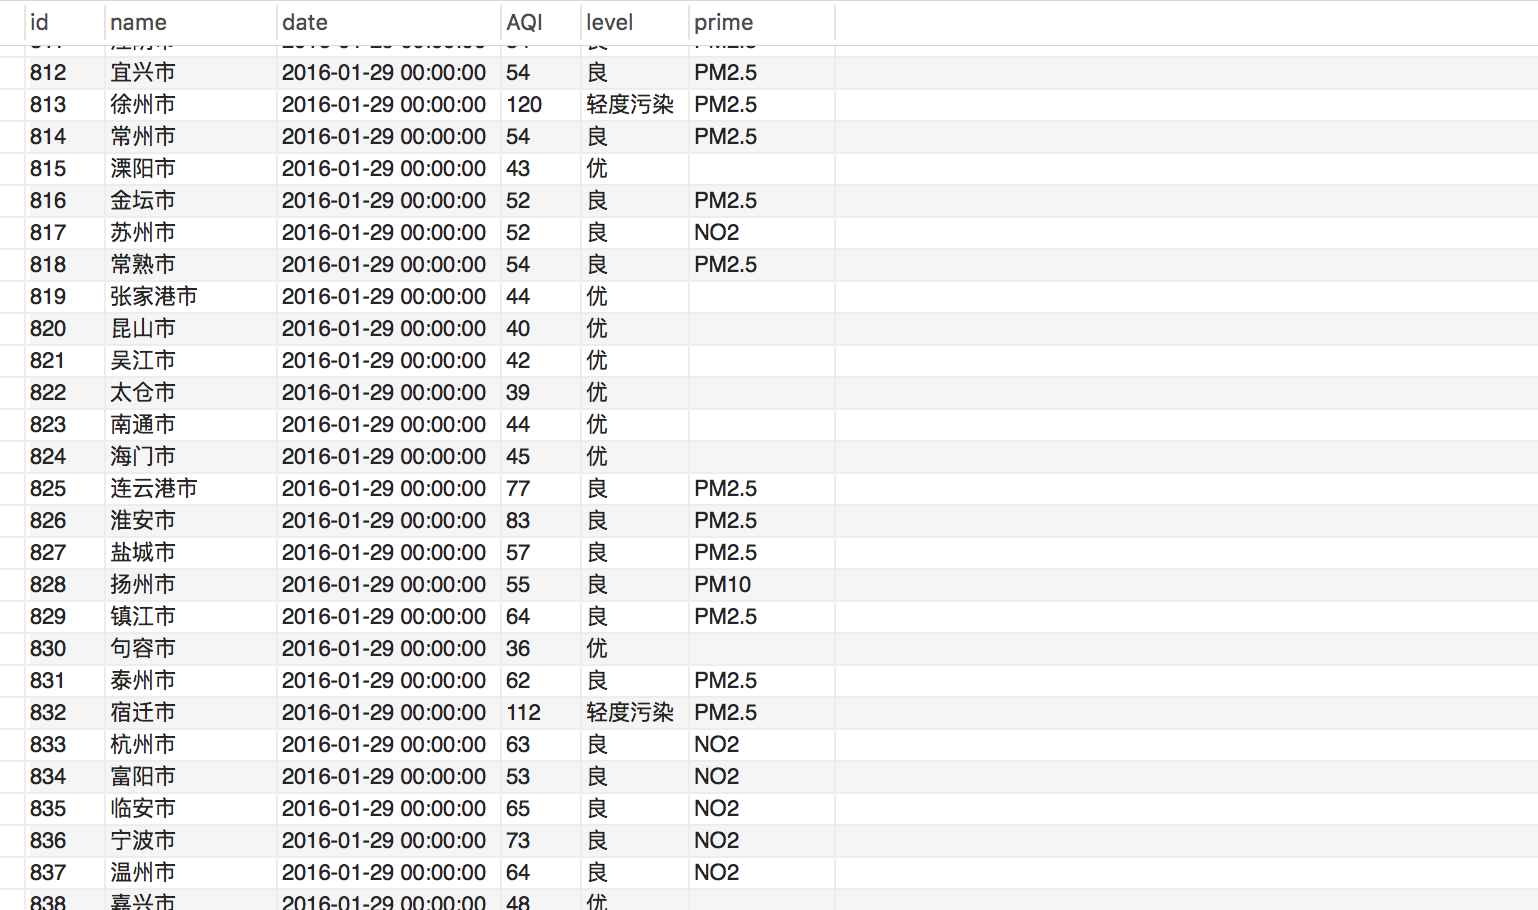 id name date AQI level prime
812 宜兴市 2016-01-29 00:00:00 54 良 PM2.5
813 徐州市 2016-01-29 00:00:00 120 轻度污染 PM2.5
814 常州市 2016-01-29 00:00:00 54 良 PM2.5
815 溧阳市 2016-01-29 00:00:00 43 优
816 金坛市 2016-01-29 00:00:00 52 良 PM2.5
817 苏州市 2016-01-29 00:00:00 52 良 NO2
818 常熟市 2016-01-29 00:00:00 54 良 PM2.5
819 张家港市 2016-01-29 00:00:00 44 优
820 昆山市 2016-01-29 00:00:00 40 优
821 吴江市 2016-01-29 00:00:00 42 优
822 太仓市 2016-01-29 00:00:00 39 优
823 南通市 2016-01-29 00:00:00 44 优
824 海门市 2016-01-29 00:00:00 45 优
825 连云港市 2016-01-29 00:00:00 77 良 PM2.5
826 淮安市 2016-01-29 00:00:00 83 良 PM2.5
827 盐城市 2016-01-29 00:00:00 57 良 PM2.5
828 扬州市 2016-01-29 00:00:00 55 良 PM10
829 镇江市 2016-01-29 00:00:00 64 良 PM2.5
830 句容市 2016-01-29 00:00:00 36 优
831 泰州市 2016-01-29 00:00:00 62 良 PM2.5
832 宿迁市 2016-01-29 00:00:00 112 轻度污染 PM2.5
833 杭州市 2016-01-29 00:00:00 63 良 NO2
834 富阳市 2016-01-29 00:00:00 53 良 NO2
835 临安市 2016-01-29 00:00:00 65 良 NO2
836 宁波市 2016-01-29 00:00:00 73 良 NO2
837 温州市 2016-01-29 00:00:00 64 良 NO2
838 嘉兴市 2016-01-29 00:00:00 48 优